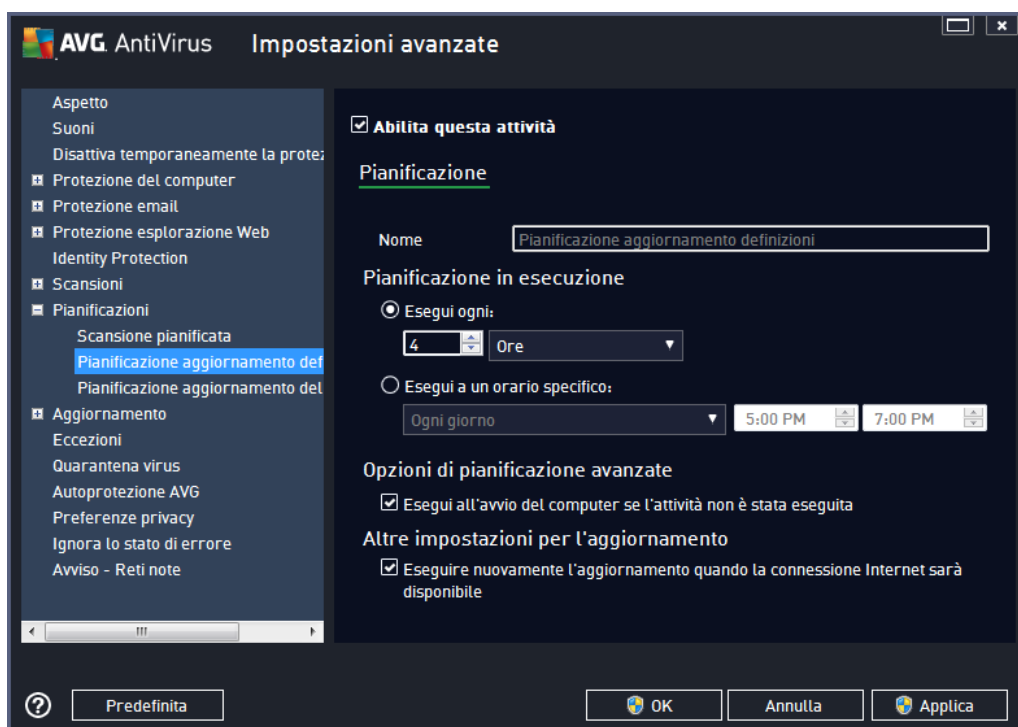 AVG. AntiVirus
Impostazioni avanzate
Aspetto
Suoni
Disattiva temporaneamente la protez
Protezione del computer
Protezione email
Protezione esplorazione Web
Identity Protection
Scansioni
Pianificazioni
Scansione pianificata
Pianificazione aggiornamento def
Pianificazione aggiornamento del
Aggiornamento
Eccezioni
Quarantena virus
Autoprotezione AVG
Preferenze privacy
Ignora lo stato di errore
Avviso - Reti note
Abilita questa attività
Pianificazione
Nome
Pianificazione aggiornamento definizioni
Pianificazione in esecuzione
Esegui ogni:
4
Ore
Esegui a un orario specifico:
Ogni giorno
5:00 PM
7:00 PM
Opzioni di pianificazione avanzate
Esegui all'avvio del computer se l'attività non è stata eseguita
Altre impostazioni per l'aggiornamento
Eseguire nuovamente l'aggiornamento quando la connessione Internet sarà
disponibile
Predefinita
OK
Annulla
Applica